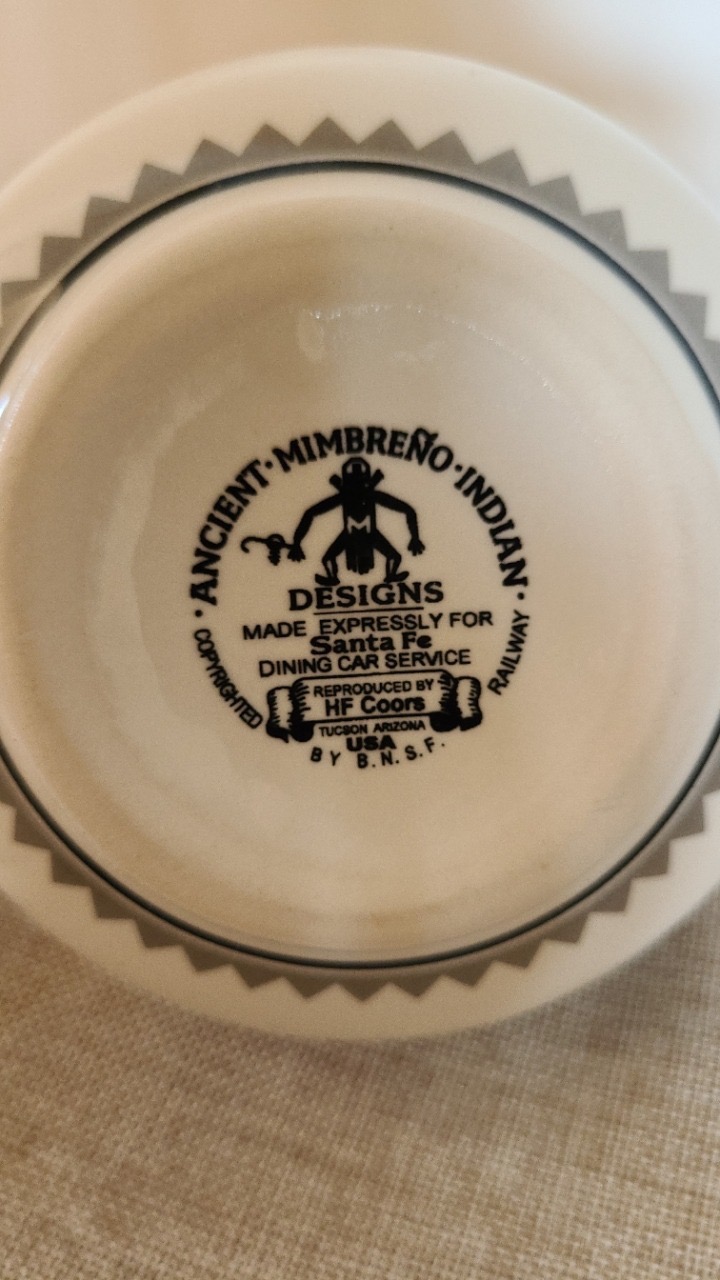 · ANCIENT · MIMBREÑO · INDIAN ·
M
DESIGNS
MADE EXPRESSLY FOR
Santa Fe
DINING CAR SERVICE
REPRODUCED BY
HF Coors
TUCSON ARIZONA
USA
COPYRIGHTED BY B.N.S.F. RAILWAY